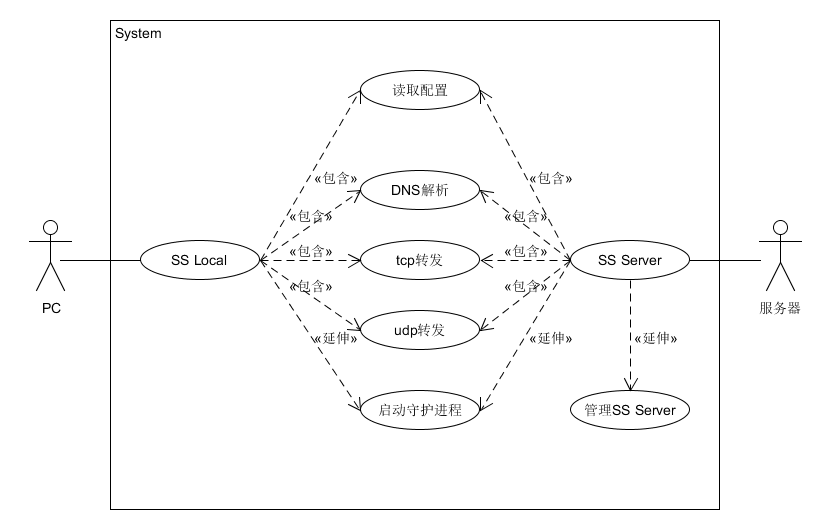 System
读取配置
«包含»
«包含»
DNS解析
«包含»
«包含»
PC
SS Local
«包含»
tcp转发
«包含»
SS Server
服务器
«包含»
«包含»
udp转发
«延伸»
«延伸»
«延伸»
启动守护进程
管理SS Server